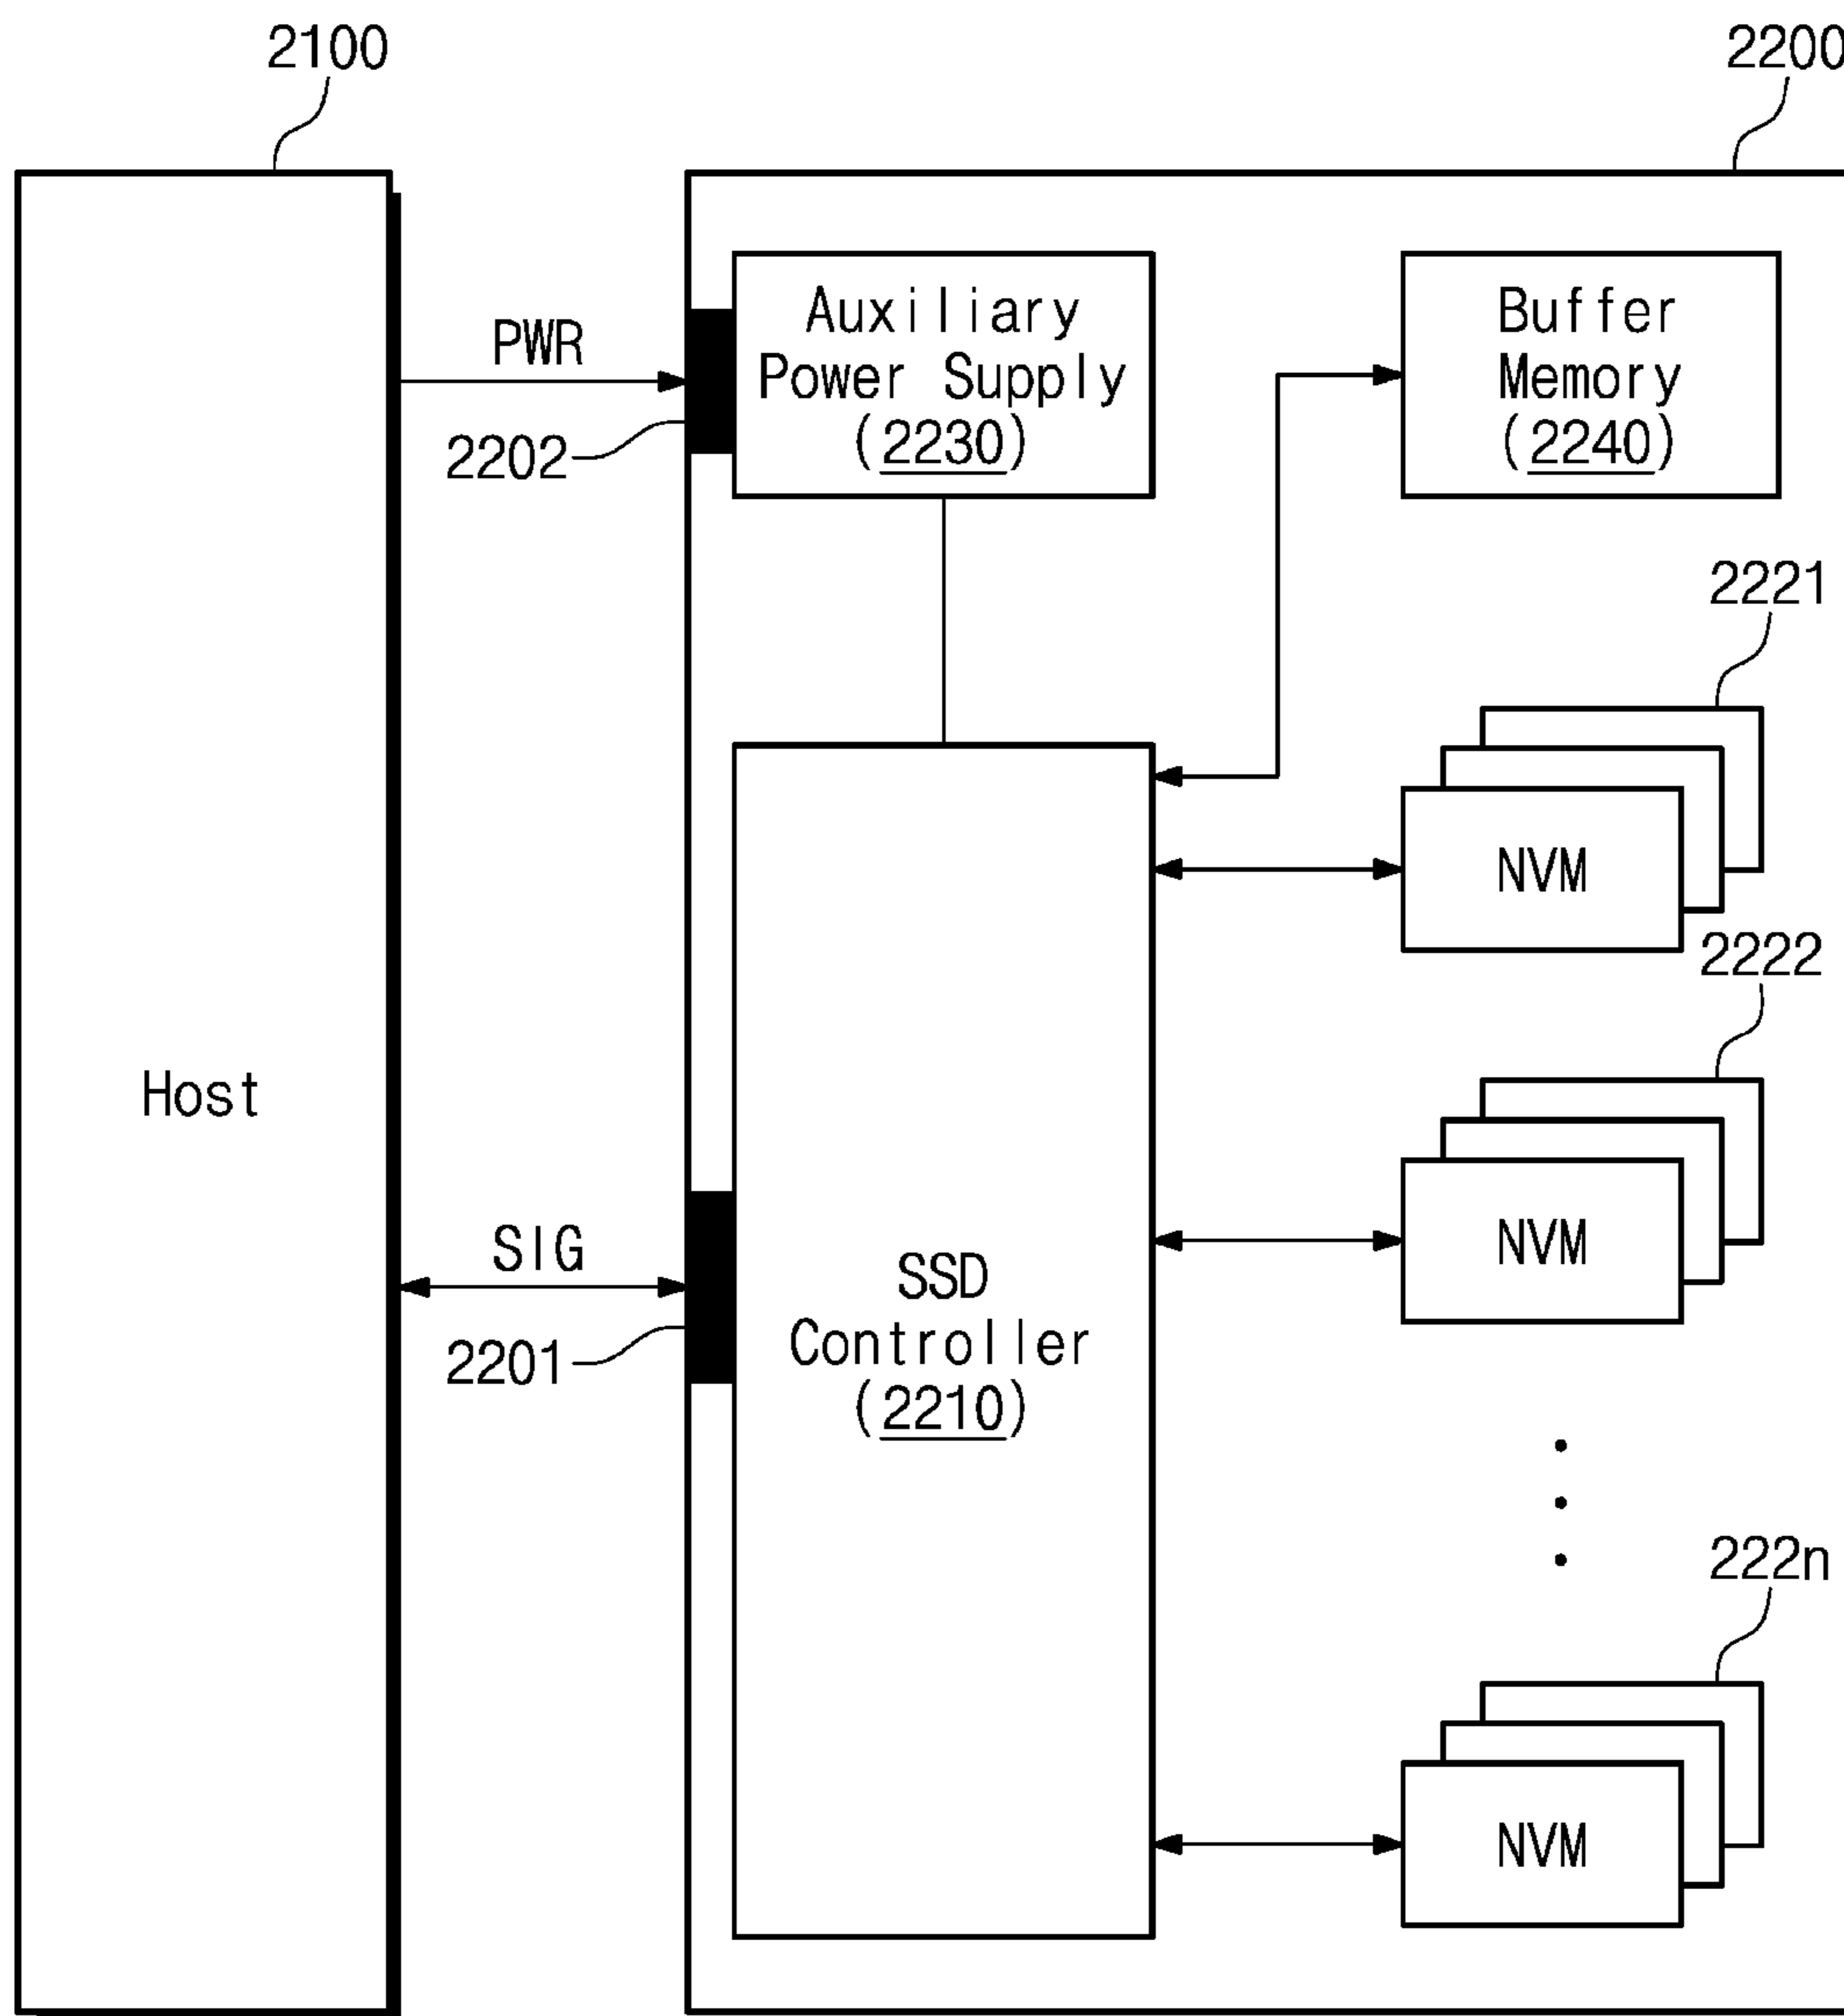 2100
2200
PWR
2202
Auxiliary
Power Supply
(2230)
Buffer
Memory
(2240)
2221
NVM
2222
NVM
Host
SIG
2201
SSD
Controller
(2210)
222n
NVM